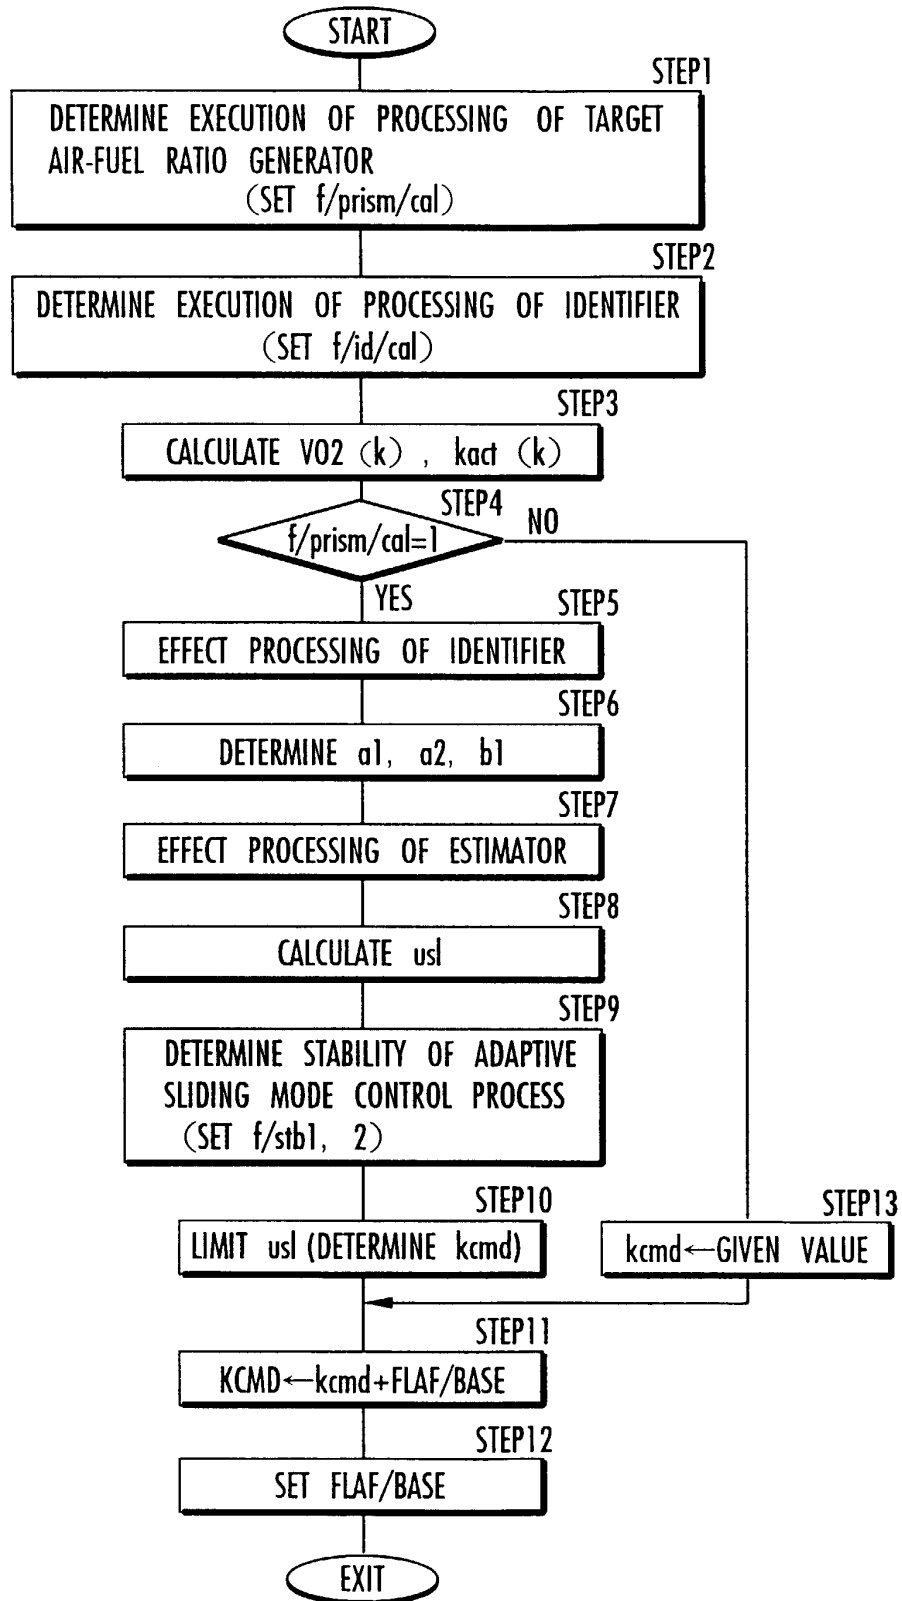 START
STEP1
DETERMINE EXECUTION OF PROCESSING OF TARGET
AIR-FUEL RATIO GENERATOR
(SET f/prism/cal)
STEP2
DETERMINE EXECUTION OF PROCESSING OF IDENTIFIER
(SET f/id/cal)
STEP3
CALCULATE VO2 (k) , kact (k)
STEP4
f/prism/cal=1
NO
YES
STEP5
EFFECT PROCESSING OF IDENTIFIER
STEP6
DETERMINE a1, a2, b1
STEP7
EFFECT PROCESSING OF ESTIMATOR
STEP8
CALCULATE usl
STEP9
DETERMINE STABILITY OF ADAPTIVE
SLIDING MODE CONTROL PROCESS
(SET f/stb1, 2)
STEP10
LIMIT usl (DETERMINE kcmd)
STEP13
kcmd←GIVEN VALUE
STEP11
KCMD←kcmd+FLAF/BASE
STEP12
SET FLAF/BASE
EXIT